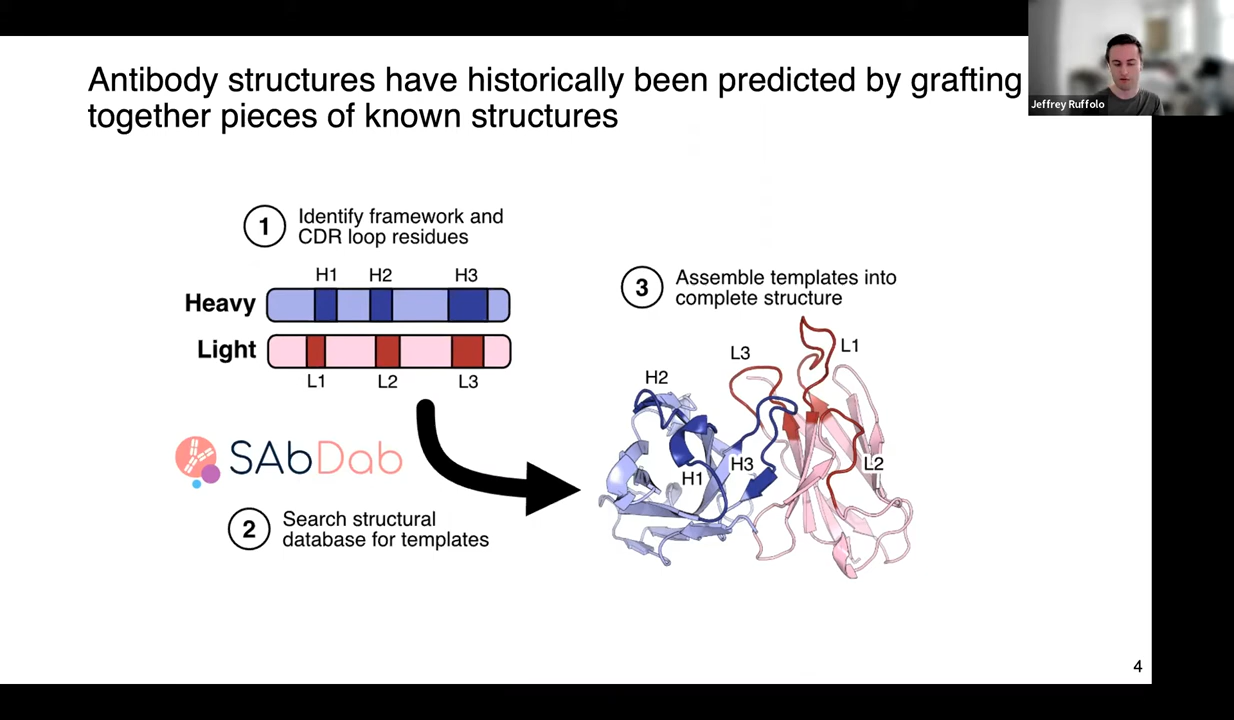 Antibody structures have historically been predicted by grafting
together pieces of known structures
Jeffrey Ruffolo
1
Identify framework and
CDR loop residues
H1 H2 H3
Heavy
Light
L1 L2 L3
SAbDab
2
Search structural
database for templates
3
Assemble templates into
complete structure
L3
L1
H2
H3
H1
L2
4